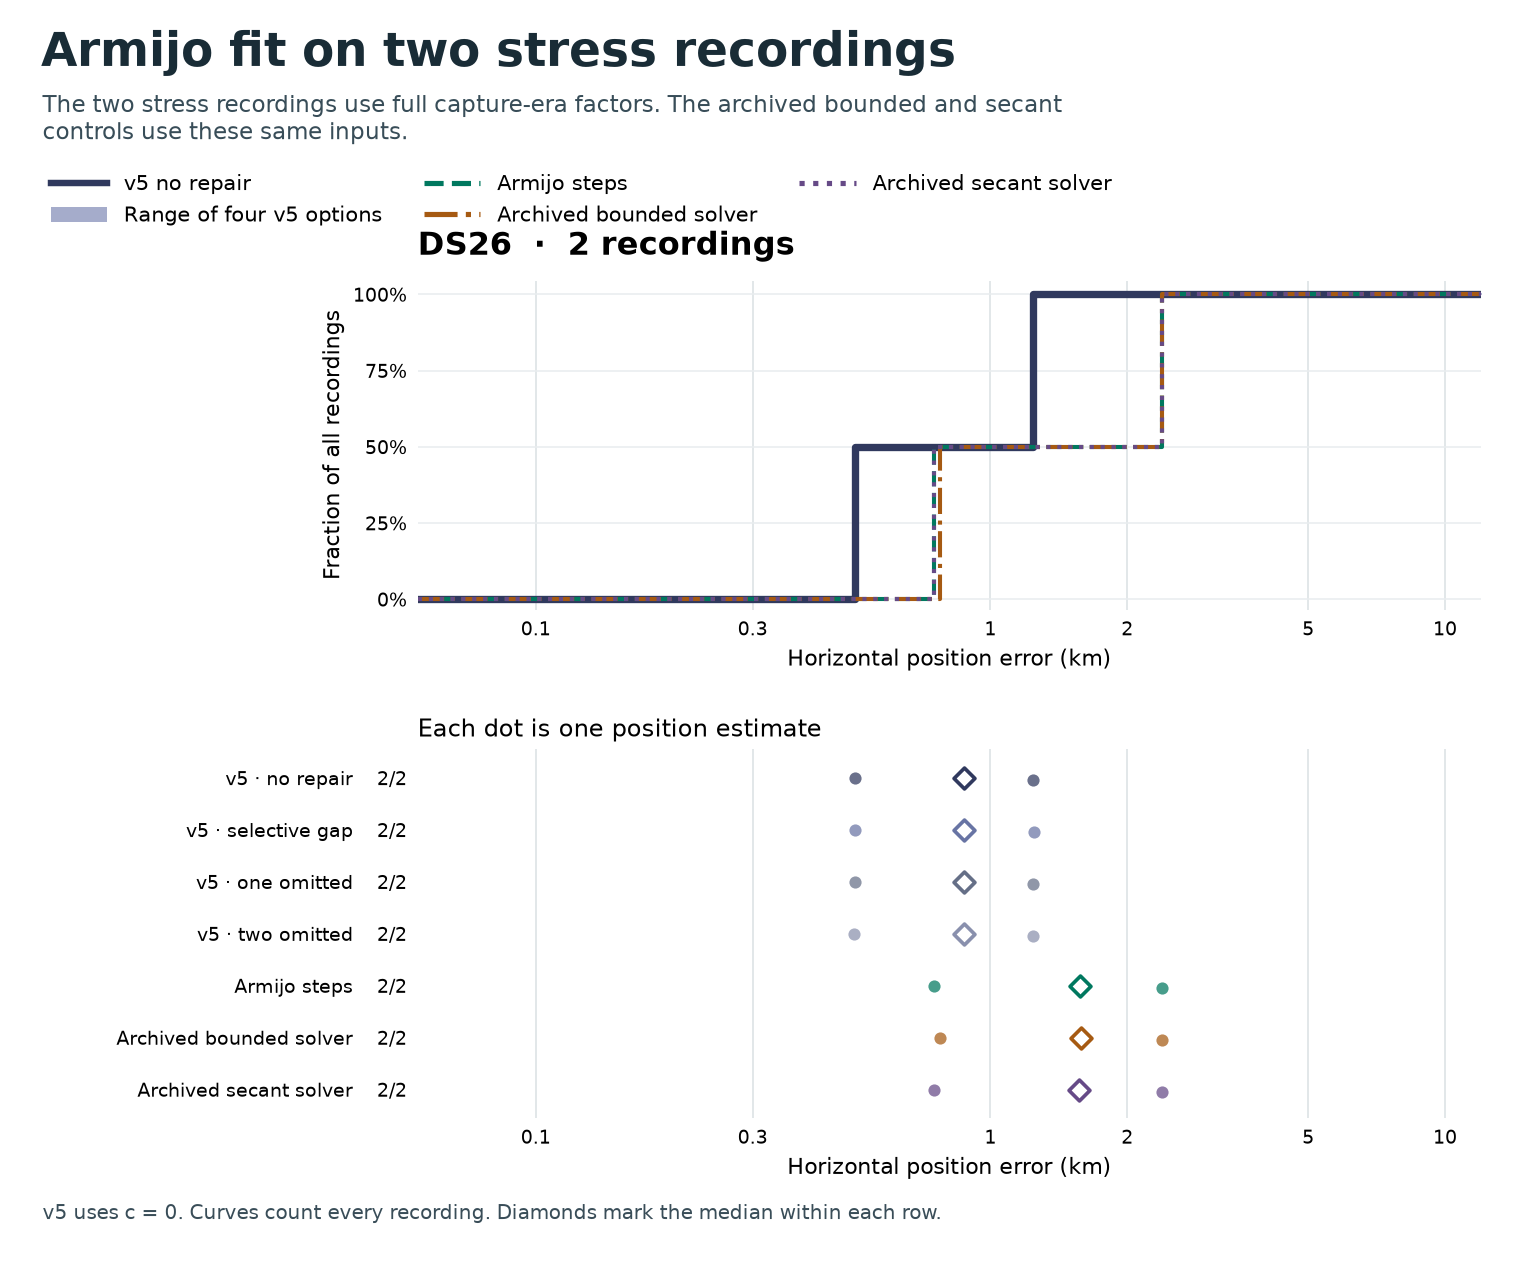 Armijo fit on two stress recordings
The two stress recordings use full capture-era factors. The archived bounded and secant
controls use these same inputs.
v5 no repair
Armijo steps
Archived secant solver
Range of four v5 options
Archived bounded solver
DS26 · 2 recordings
100%
75%
50%
25%
0%
Fraction of all recordings
0.1 0.3 1 2 5 10
Horizontal position error (km)
Each dot is one position estimate
v5 · no repair 2/2
v5 · selective gap 2/2
v5 · one omitted 2/2
v5 · two omitted 2/2
Armijo steps 2/2
Archived bounded solver 2/2
Archived secant solver 2/2
0.1 0.3 1 2 5 10
Horizontal position error (km)
v5 uses c = 0. Curves count every recording. Diamonds mark the median within each row.